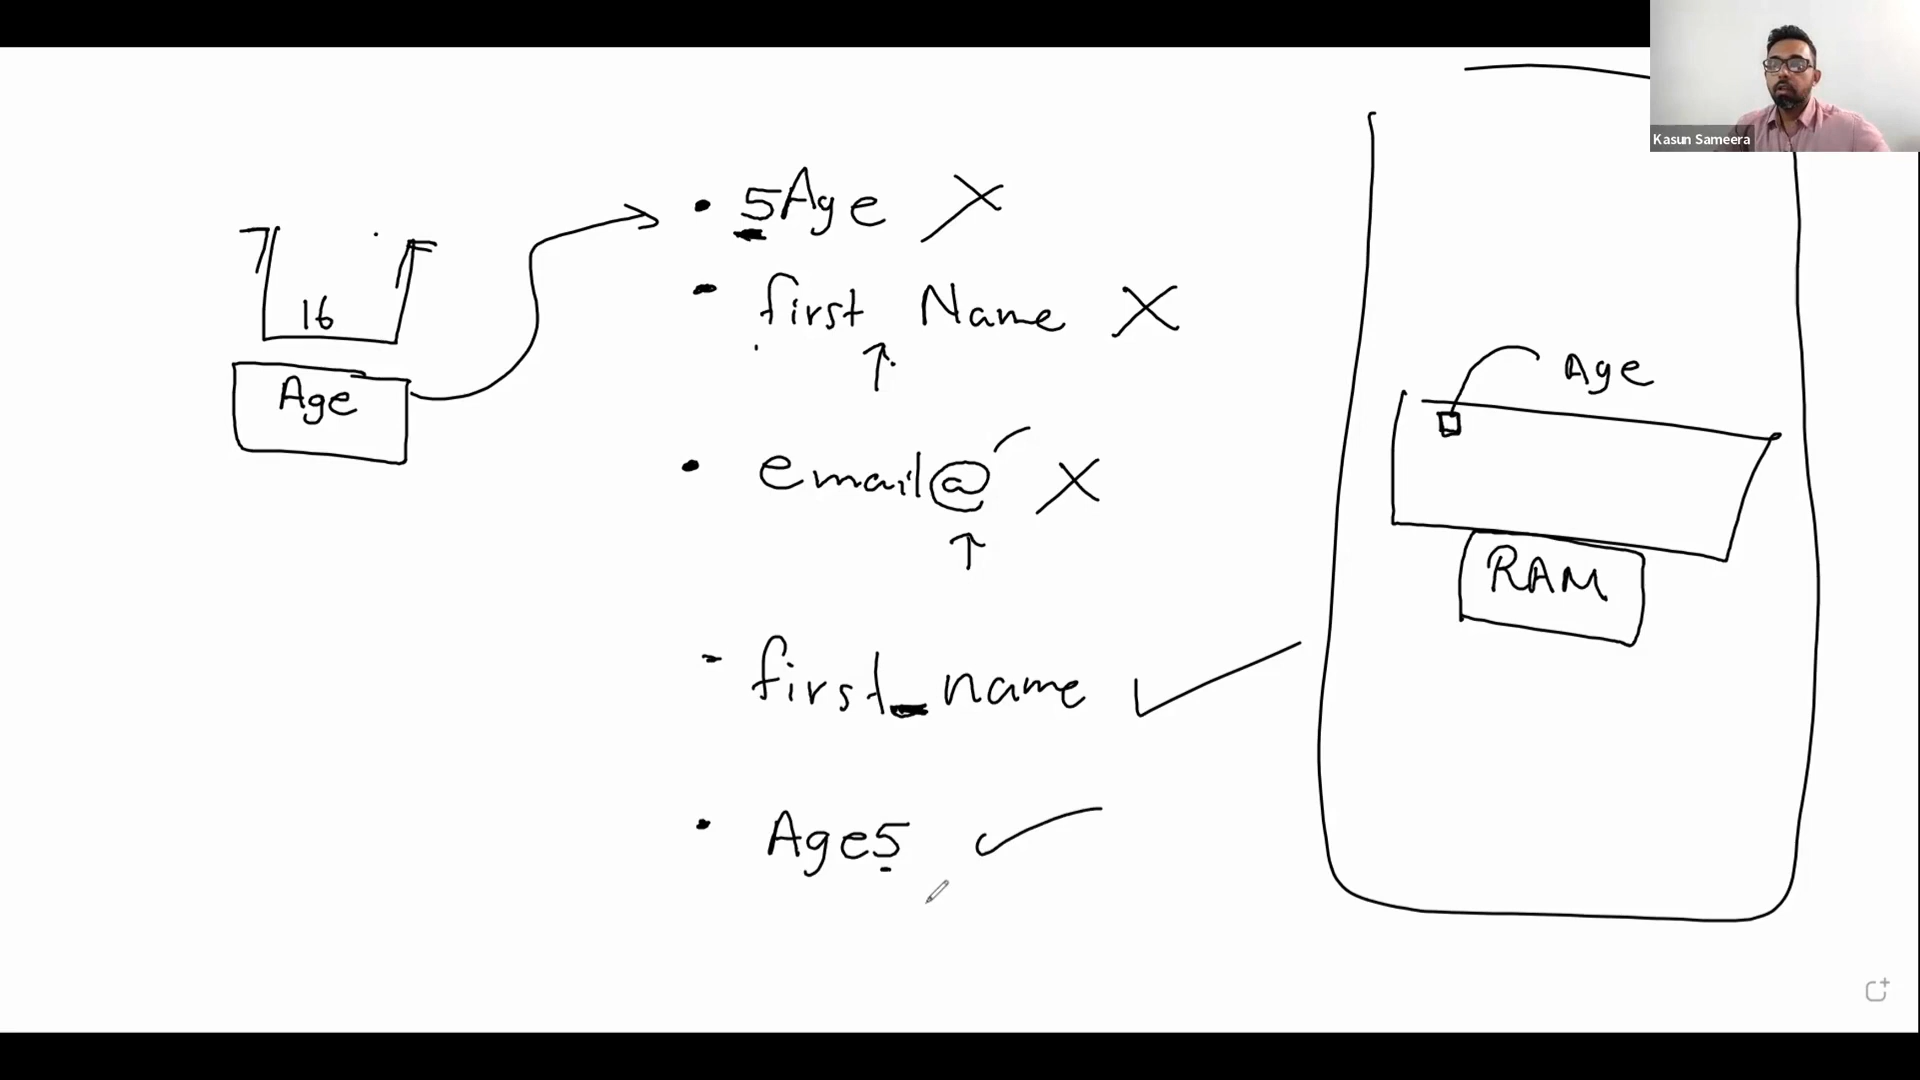 Kasun Sameera
5Age X
first Name X
16
Age
email@ X
first_name
Age5
Age
RAM